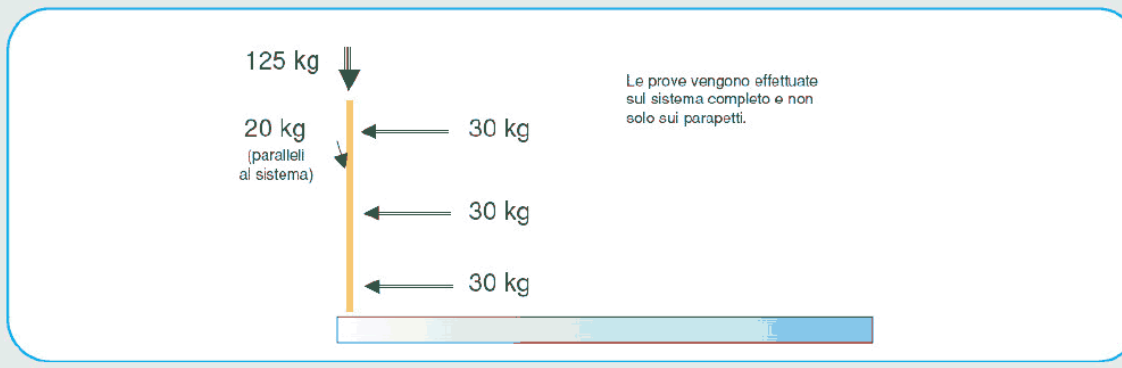 125 kg
Le prove vengono effettuate
sul sistema completo e non
solo sui parapetti.
20 kg
(paralleli
al sistema)
30 kg
30 kg
30 kg